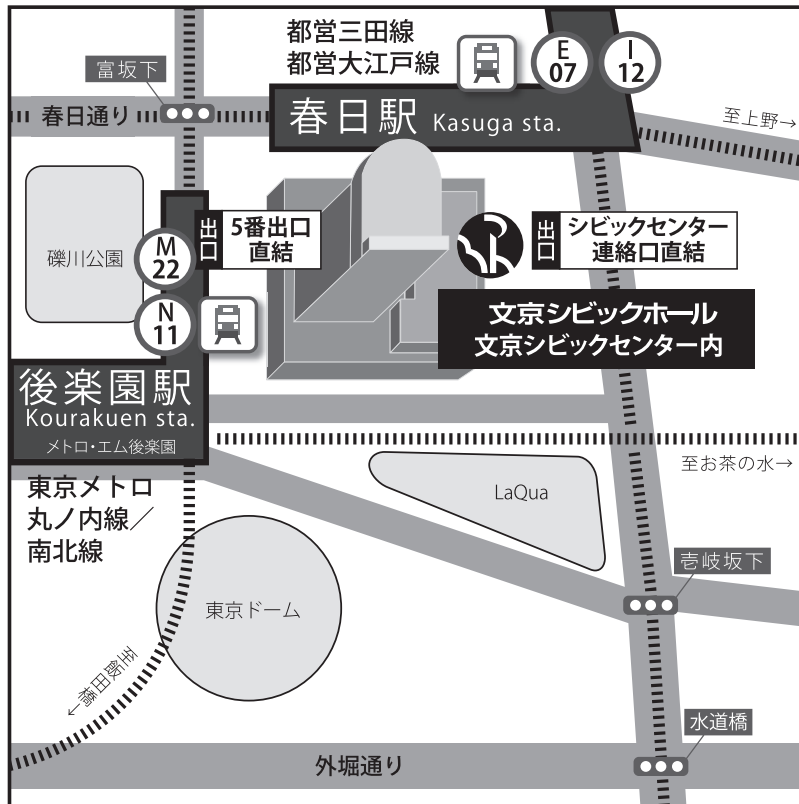 都営三田線
都営大江戸線
E
07
I
12
富坂下
春日通り
春日駅 Kasuga sta.
至上野→
礫川公園
M
22
N
11
出口
5番出口
直結
出口
シビックセンター
連絡口直結
文京シビックホール
文京シビックセンター内
後楽園駅
Kourakuen sta.
メトロ・エム後楽園
至お茶の水→
東京メトロ
丸ノ内線／
南北線
LaQua
壱岐坂下
東京ドーム
至飯田橋→
水道橋
外堀通り